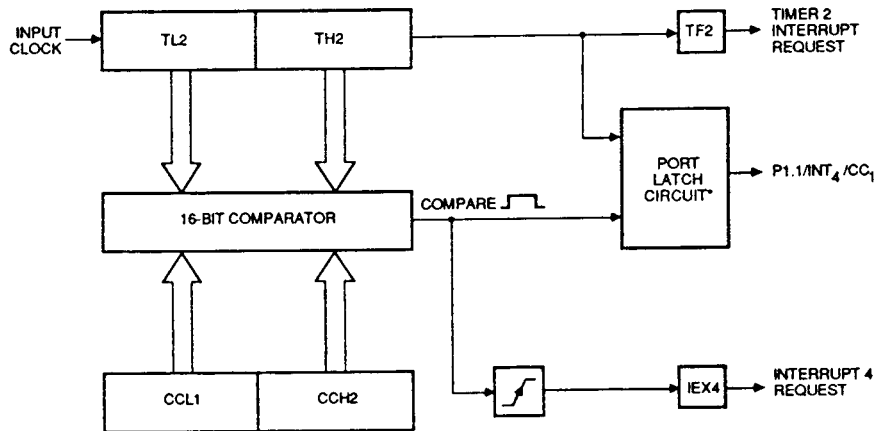 INPUT
CLOCK
TL2
TH2
TF2
TIMER 2
INTERRUPT
REQUEST
PORT
LATCH
CIRCUIT*
P1.1/INT4/CC1
16-BIT COMPARATOR
COMPARE
CCL1
CCH2
IEX4
INTERRUPT 4
REQUEST